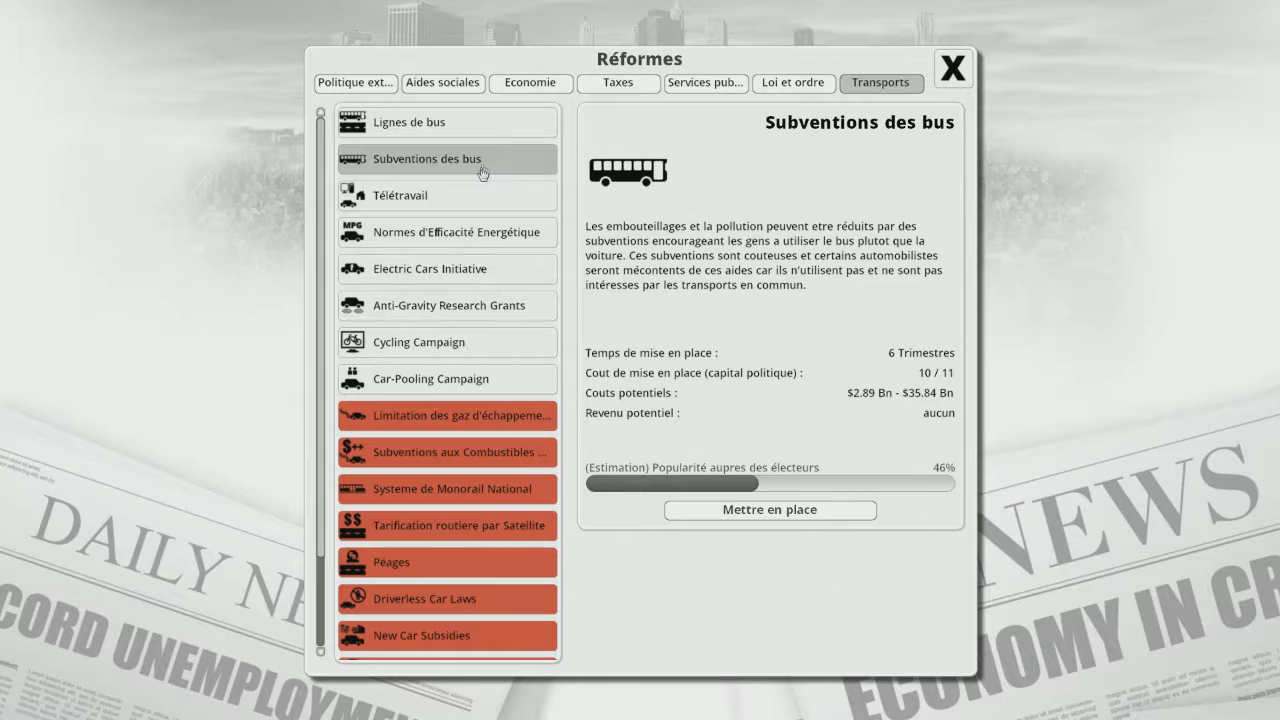 Réformes
X
Politique ext...
Aides sociales
Economie
Taxes
Services pub...
Loi et ordre
Transports
Lignes de bus
Subventions des bus
Télétravail
MPG
Normes d'Efficacité Energétique
Electric Cars Initiative
Anti-Gravity Research Grants
Cycling Campaign
Car-Pooling Campaign
Limitation des gaz d'échappeme...
$++
Subventions aux Combustibles ...
Systeme de Monorail National
$$
Tarification routiere par Satellite
Péages
Driverless Car Laws
New Car Subsidies
Subventions des bus
Les embouteillages et la pollution peuvent etre réduits par des
subventions encourageant les gens a utiliser le bus plutot que la
voiture. Ces subventions sont couteuses et certains automobilistes
seront mécontents de ces aides car ils n'utilisent pas et ne sont pas
intéresses par les transports en commun.
Temps de mise en place : 6 Trimestres
Cout de mise en place (capital politique) : 10 / 11
Couts potentiels : $2.89 Bn - $35.84 Bn
Revenu potentiel : aucun
(Estimation) Popularité aupres des électeurs 46%
Mettre en place
DAILY NE
CORD UNEMPLOYM
NEWS
ECONOMY IN CR